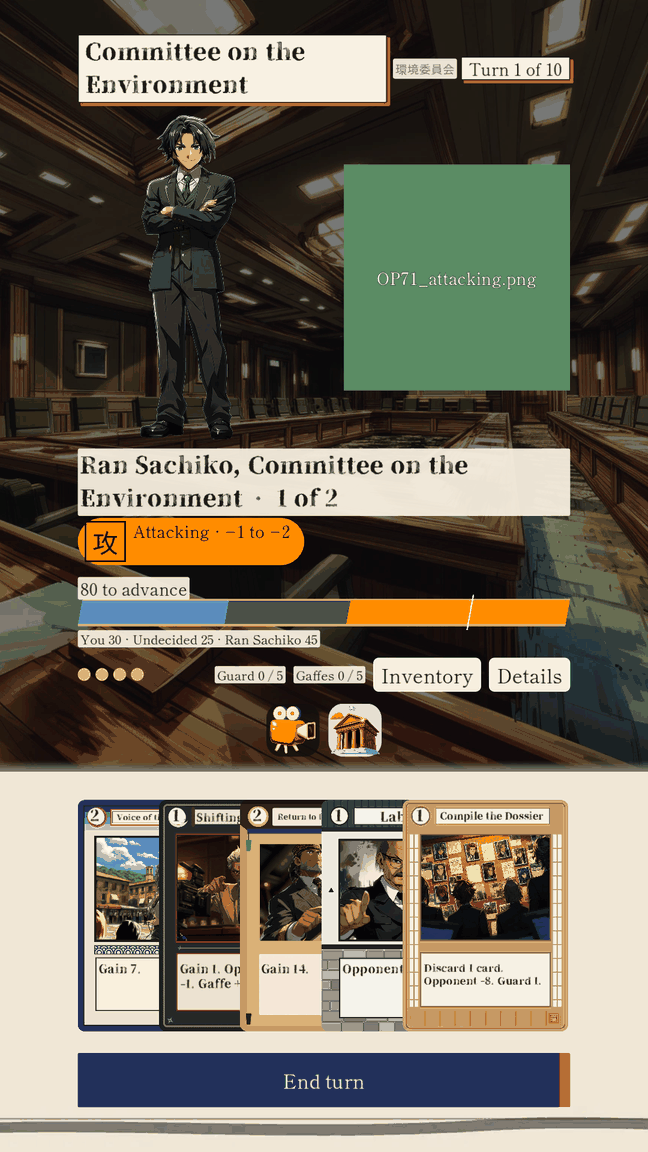 Committee on the
Environment
環境委員会
Turn 1 of 10
OP71_attacking.png
Ran Sachiko, Committee on the
Environment · 1 of 2
攻
Attacking · −1 to −2
80 to advance
You 30 · Undecided 25 · Ran Sachiko 45
Guard 0 / 5
Gaffes 0 / 5
Inventory
Details
2
Voice of
1
Shifting
2
Return to
1
Lab
1
Compile the Dossier
Gain 7.
Gain 1. Op
-1. Gaffe
Gain 14.
Opponent
Discard 1 card.
Opponent -8. Guard 1.
End turn